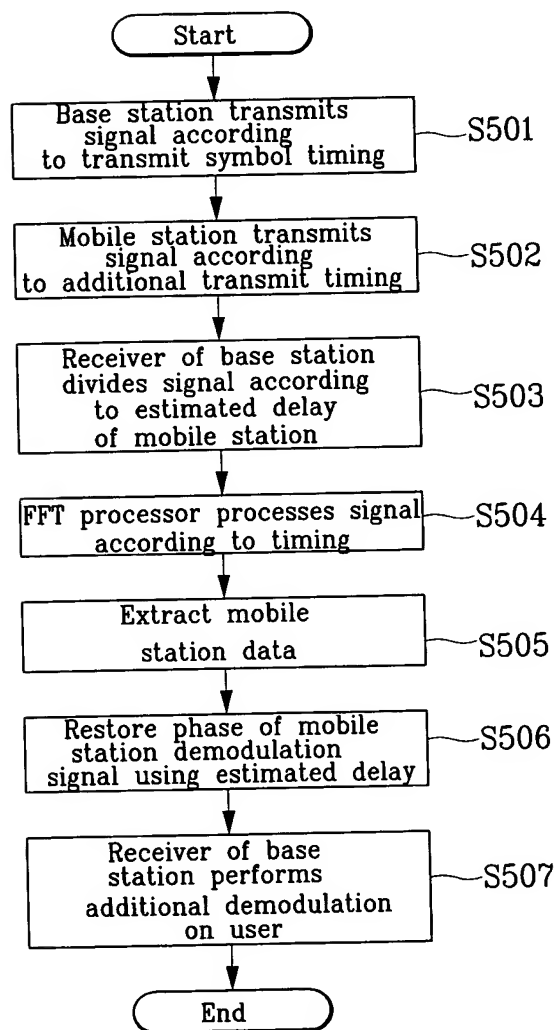 Start
Base station transmits
signal according
to transmit symbol timing
S501
Mobile station transmits
signal according
to additional transmit timing
S502
Receiver of base station
divides signal according
to estimated delay
of mobile station
S503
FFT processor processes signal
according to timing
S504
Extract mobile
station data
S505
Restore phase of mobile
station demodulation
signal using estimated delay
S506
Receiver of base
station performs
additional demodulation
on user
S507
End